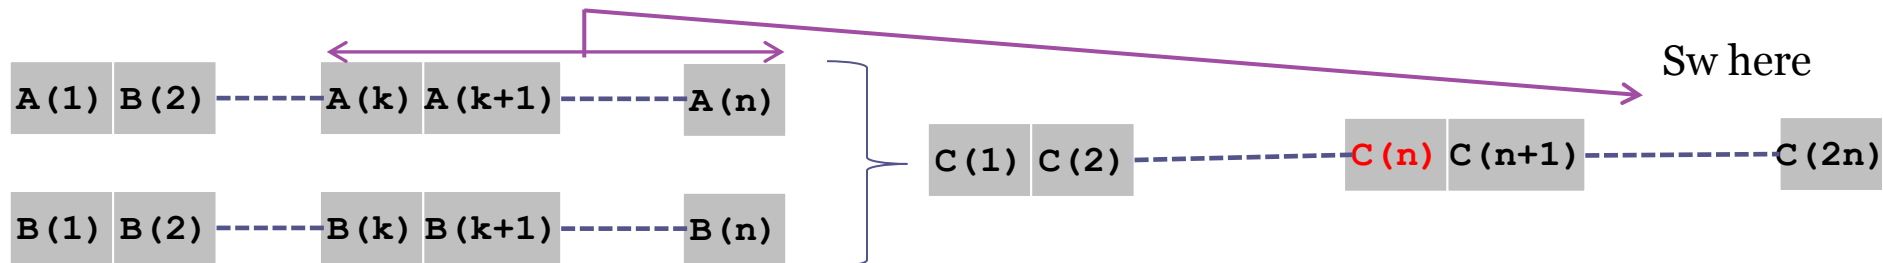 Sw here
A(1) B(2) A(k) A(k+1) A(n)
C(1) C(2) C(n) C(n+1) C(2n)
B(1) B(2) B(k) B(k+1) B(n)